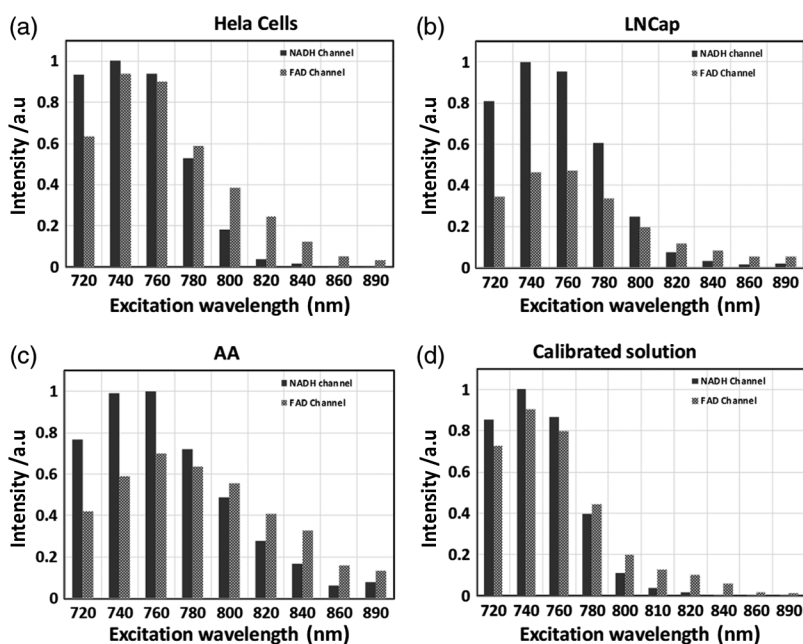 (a)
Hela Cells
NADH Channel
FAD Channel
1
0.8
0.6
0.4
0.2
0
Intensity /a.u
720 740 760 780 800 820 840 860 890
Excitation wavelength (nm)
(b)
LNCap
NADH channel
FAD Channel
1
0.8
0.6
0.4
0.2
0
Intensity /a.u
720 740 760 780 800 820 840 860 890
Excitation wavelength (nm)
(c)
AA
NADH channel
FAD Channel
1
0.8
0.6
0.4
0.2
0
Intensity /a.u
720 740 760 780 800 820 840 860 890
Excitation wavelength (nm)
(d)
Calibrated solution
NADH Channel
FAD Channel
1
0.8
0.6
0.4
0.2
0
Intensity /a.u
720 740 760 780 800 810 820 840 860 890
Excitation wavelength (nm)